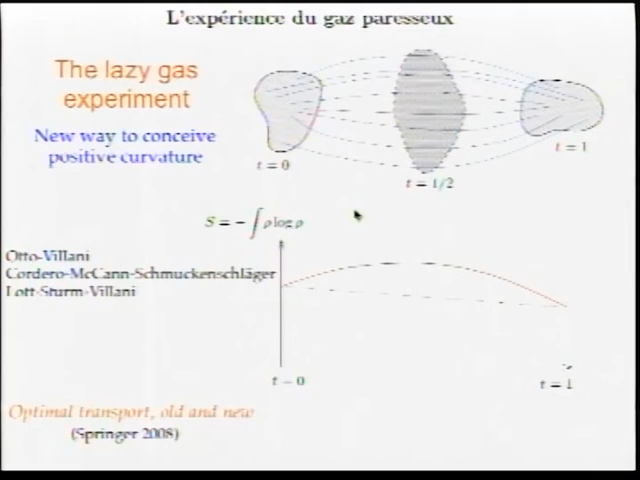 L'expérience du gaz paresseux
The lazy gas
experiment
New way to conceive
positive curvature
t = 0
t = 1/2
t = 1
S = − ∫ ρ log ρ
Otto-Villani
Cordero-McCann-Schmuckenschläger
Lott-Sturm-Villani
t = 0
t = 1
Optimal transport, old and new
(Springer 2008)